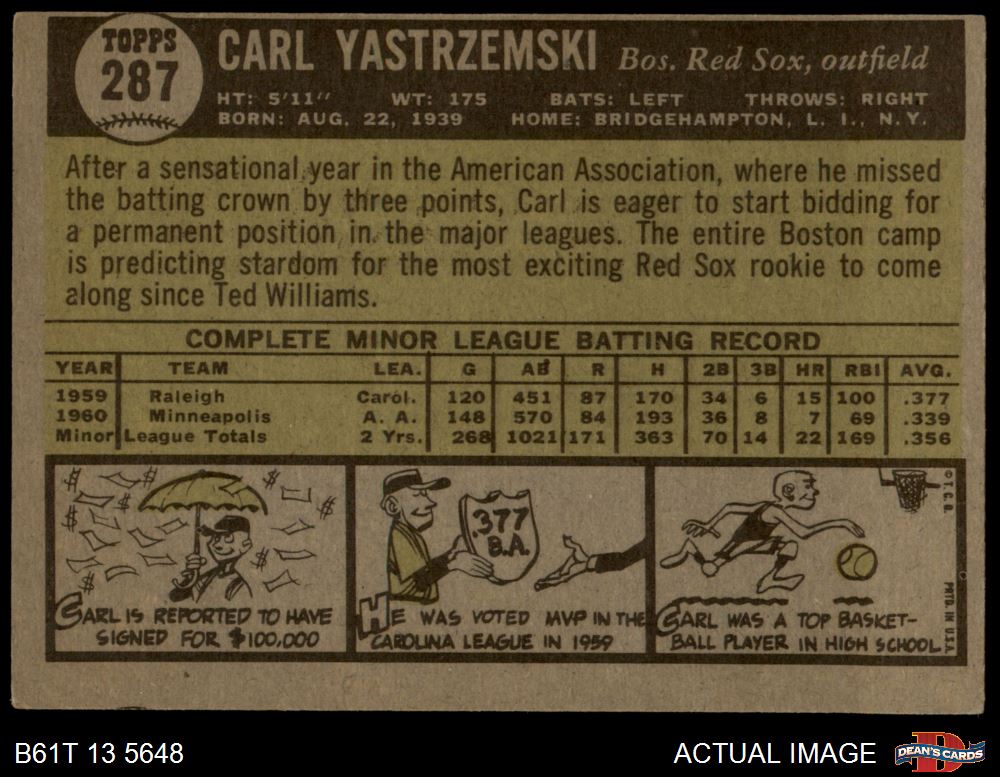 TOPPS
287
CARL YASTRZEMSKI Bos. Red Sox, outfield
HT: 5'11" WT: 175 BATS: LEFT THROWS: RIGHT
BORN: AUG. 22, 1939 HOME: BRIDGEHAMPTON, L. I., N.Y.
After a sensational year in the American Association, where he missed
the batting crown by three points, Carl is eager to start bidding for
a permanent position in the major leagues. The entire Boston camp
is predicting stardom for the most exciting Red Sox rookie to come
along since Ted Williams.
COMPLETE MINOR LEAGUE BATTING RECORD
YEAR TEAM LEA. G AB R H 2B 3B HR RBI AVG.
1959 Raleigh Carol. 120 451 87 170 34 6 15 100 .377
1960 Minneapolis A. A. 148 570 84 193 36 8 7 69 .339
Minor League Totals 2 Yrs. 268 1021 171 363 70 14 22 169 .356
CARL IS REPORTED TO HAVE
SIGNED FOR $100,000
.377
B.A.
HE WAS VOTED MVP IN THE
CAROLINA LEAGUE IN 1959
CARL WAS A TOP BASKET-
BALL PLAYER IN HIGH SCHOOL
© T.C.G.
PRTD. IN U.S.A.
B61T 13 5648
ACTUAL IMAGE
D
DEAN'S CARDS